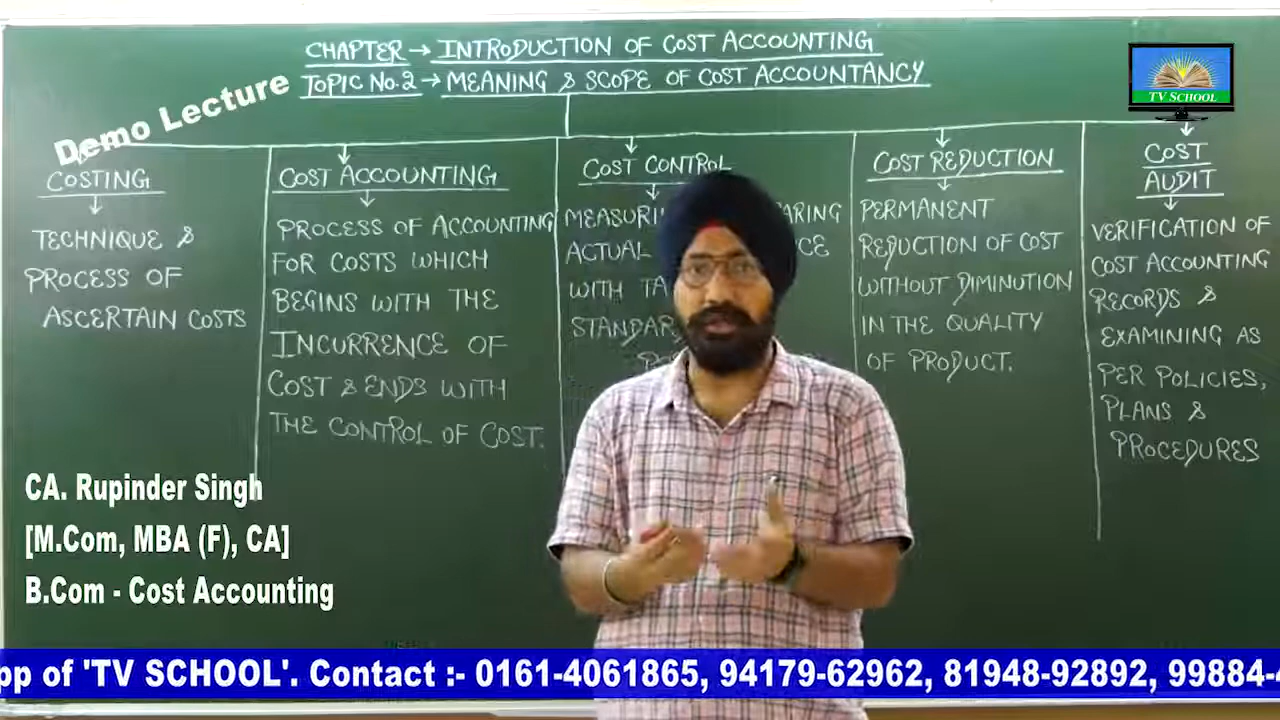 CHAPTER → INTRODUCTION OF COST ACCOUNTING
TOPIC NO.2 → MEANING & SCOPE OF COST ACCOUNTANCY
TV SCHOOL
Demo Lecture
COSTING
TECHNIQUE &
PROCESS OF
ASCERTAIN COSTS
COST ACCOUNTING
PROCESS OF ACCOUNTING
FOR COSTS WHICH
BEGINS WITH THE
INCURRENCE OF
COST & ENDS WITH
THE CONTROL OF COST.
COST CONTROL
ACTUAL
WITH
COST REDUCTION
PERMANENT
REDUCTION OF COST
WITHOUT DIMINUTION
IN THE QUALITY
OF PRODUCT.
COST
AUDIT
VERIFICATION OF
COST ACCOUNTING
RECORDS &
EXAMINING AS
PER POLICIES,
PLANS &
PROCEDURES
CA. Rupinder Singh
[M.Com, MBA (F), CA]
B.Com - Cost Accounting
of 'TV SCHOOL'. Contact :- 0161-4061865, 94179-62962, 81948-92892,